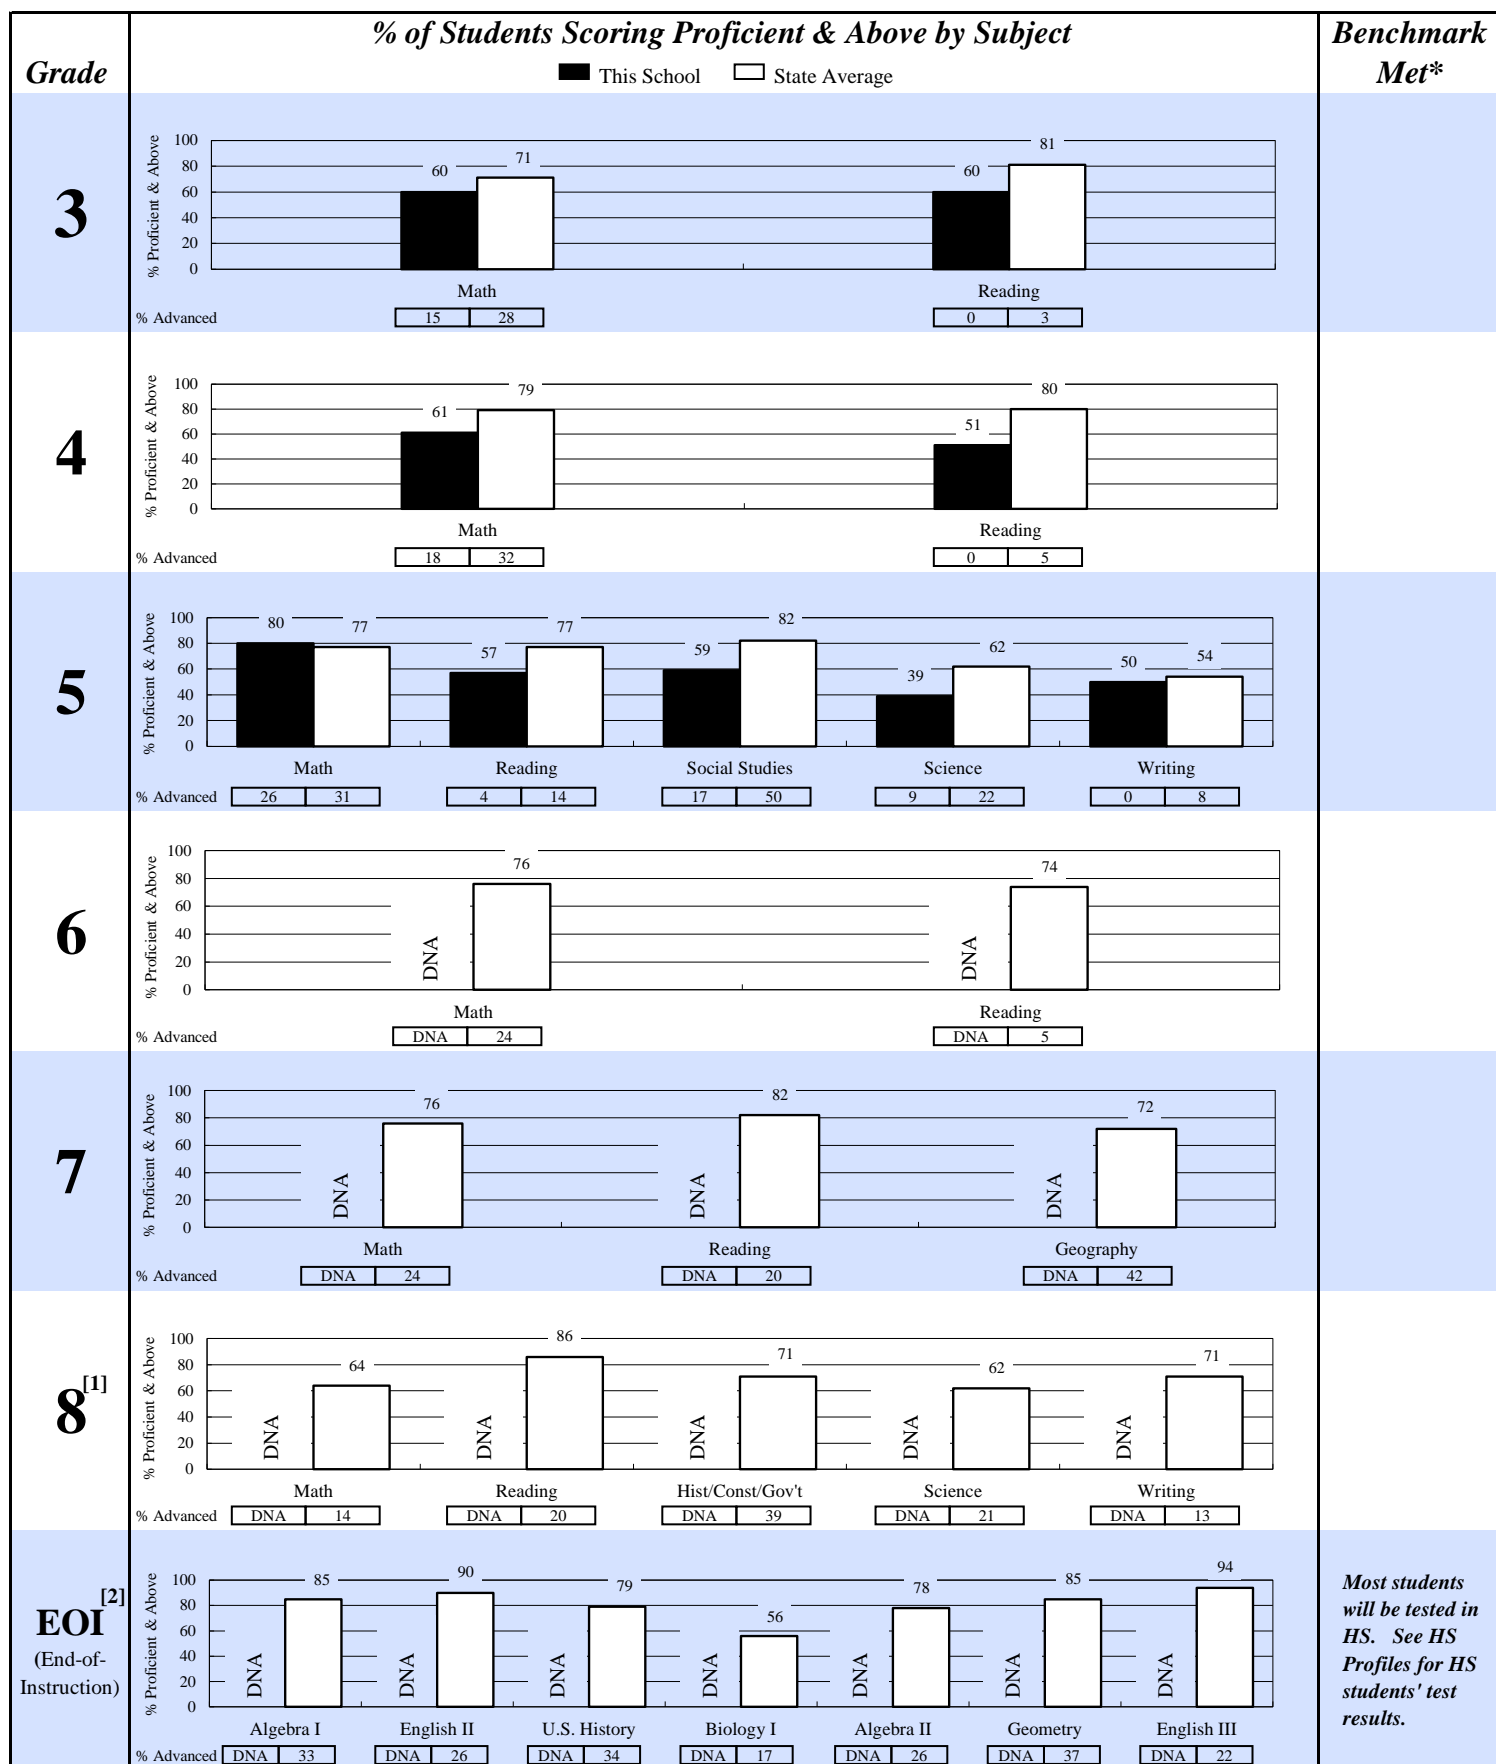 % of Students Scoring Proficient & Above by Subject
Benchmark
Met*
Grade
This School State Average
3
% Proficient & Above
100
80
60
40
20
0
60 71 60 81
Math Reading
% Advanced 15 28 0 3
4
% Proficient & Above
100
80
60
40
20
0
61 79 51 80
Math Reading
% Advanced 18 32 0 5
5
% Proficient & Above
100
80
60
40
20
0
80 77 57 77 59 82 39 62 50 54
Math Reading Social Studies Science Writing
% Advanced 26 31 4 14 17 50 9 22 0 8
6
% Proficient & Above
100
80
60
40
20
0
DNA 76 DNA 74
Math Reading
% Advanced DNA 24 DNA 5
7
% Proficient & Above
100
80
60
40
20
0
DNA 76 DNA 82 DNA 72
Math Reading Geography
% Advanced DNA 24 DNA 20 DNA 42
8[1]
% Proficient & Above
100
80
60
40
20
0
DNA 64 DNA 86 DNA 71 DNA 62 DNA 71
Math Reading Hist/Const/Gov't Science Writing
% Advanced DNA 14 DNA 20 DNA 39 DNA 21 DNA 13
EOI[2]
(End-of-
Instruction)
% Proficient & Above
100
80
60
40
20
0
DNA 85 DNA 90 DNA 79 DNA 56 DNA 78 DNA 85 DNA 94
Algebra I English II U.S. History Biology I Algebra II Geometry English III
% Advanced DNA 33 DNA 26 DNA 34 DNA 17 DNA 26 DNA 37 DNA 22
Most students
will be tested in
HS. See HS
Profiles for HS
students' test
results.